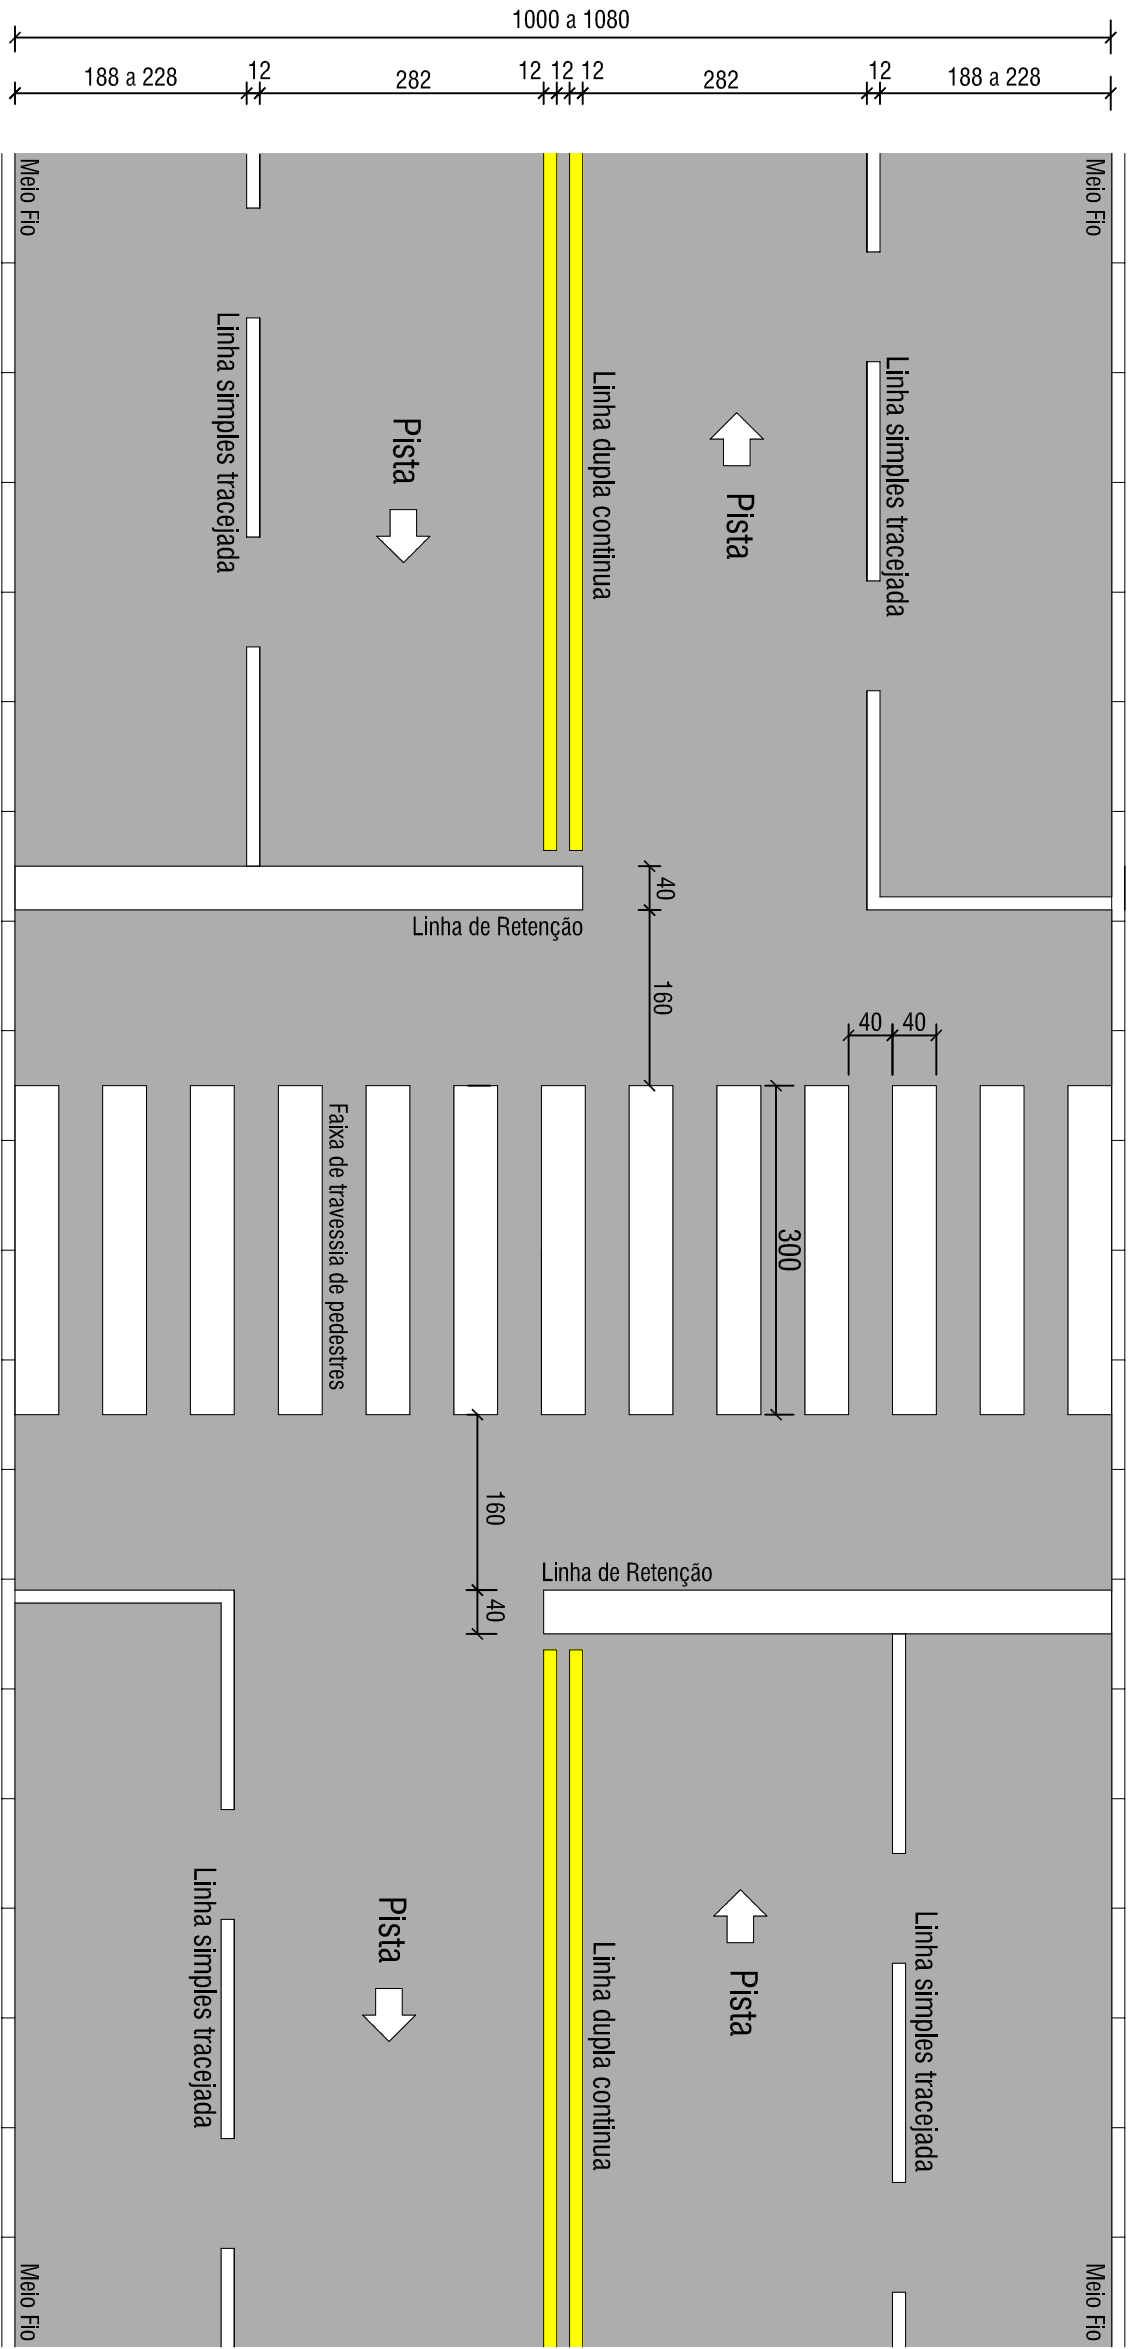 1000 a 1080
188 a 228
12
282
12
12
12
282
12
188 a 228
Meio Fio
Meio Fio
Linha simples tracejada
Pista
Linha dupla continua
Pista
Linha simples tracejada
40
Linha de Retenção
160
40
40
Faixa de travessia de pedestres
300
160
Linha de Retenção
40
Linha simples tracejada
Pista
Linha dupla continua
Pista
Linha simples tracejada
Meio Fio
Meio Fio